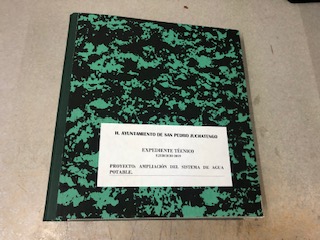 H. AYUNTAMIENTO DE SAN PEDRO JUCHATENGO
EXPEDIENTE TÉCNICO
PROYECTO: AMPLIACIÓN DEL SISTEMA DE AGUA
POTABLE.